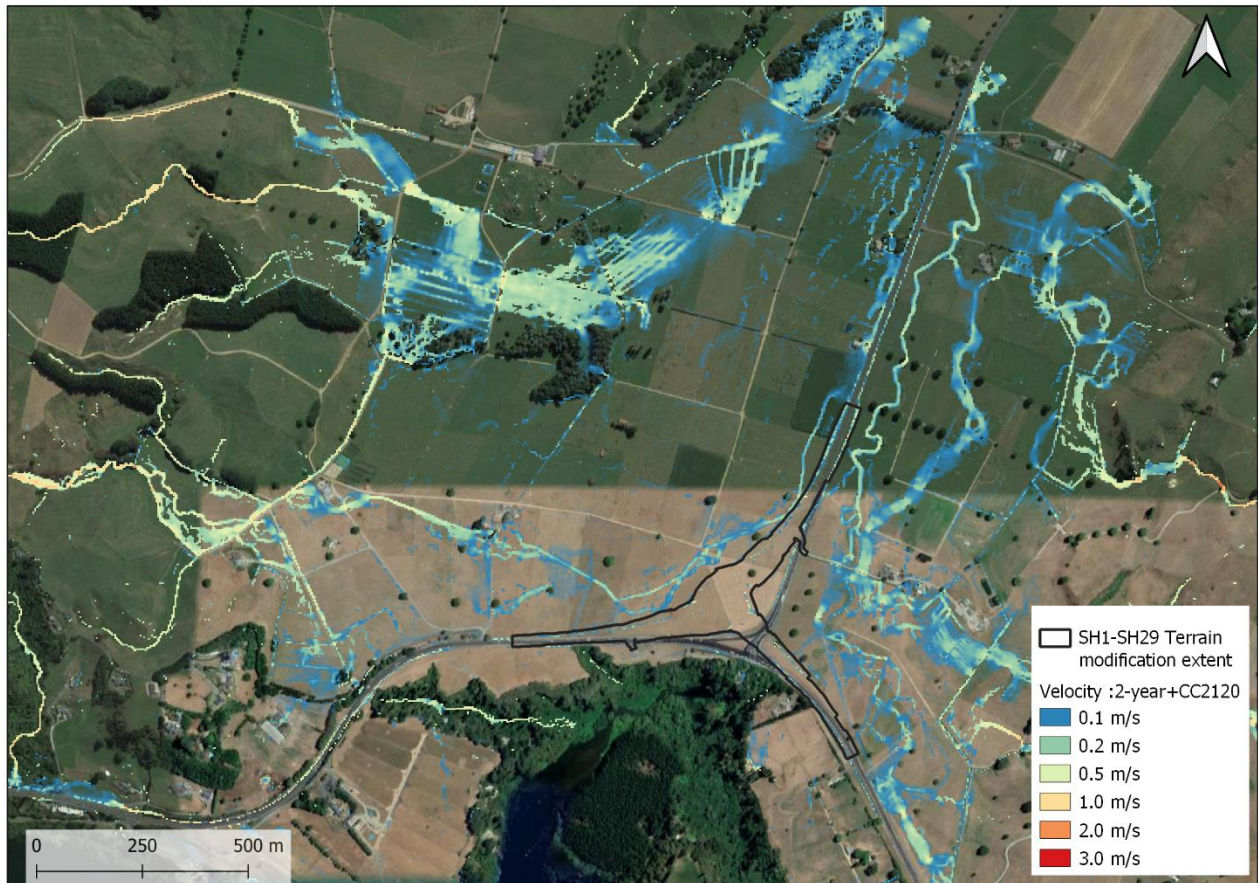 SH1-SH29 Terrain
modification extent
Velocity :2-year+CC2120
0.1 m/s
0.2 m/s
0.5 m/s
1.0 m/s
2.0 m/s
3.0 m/s
0 250 500 m